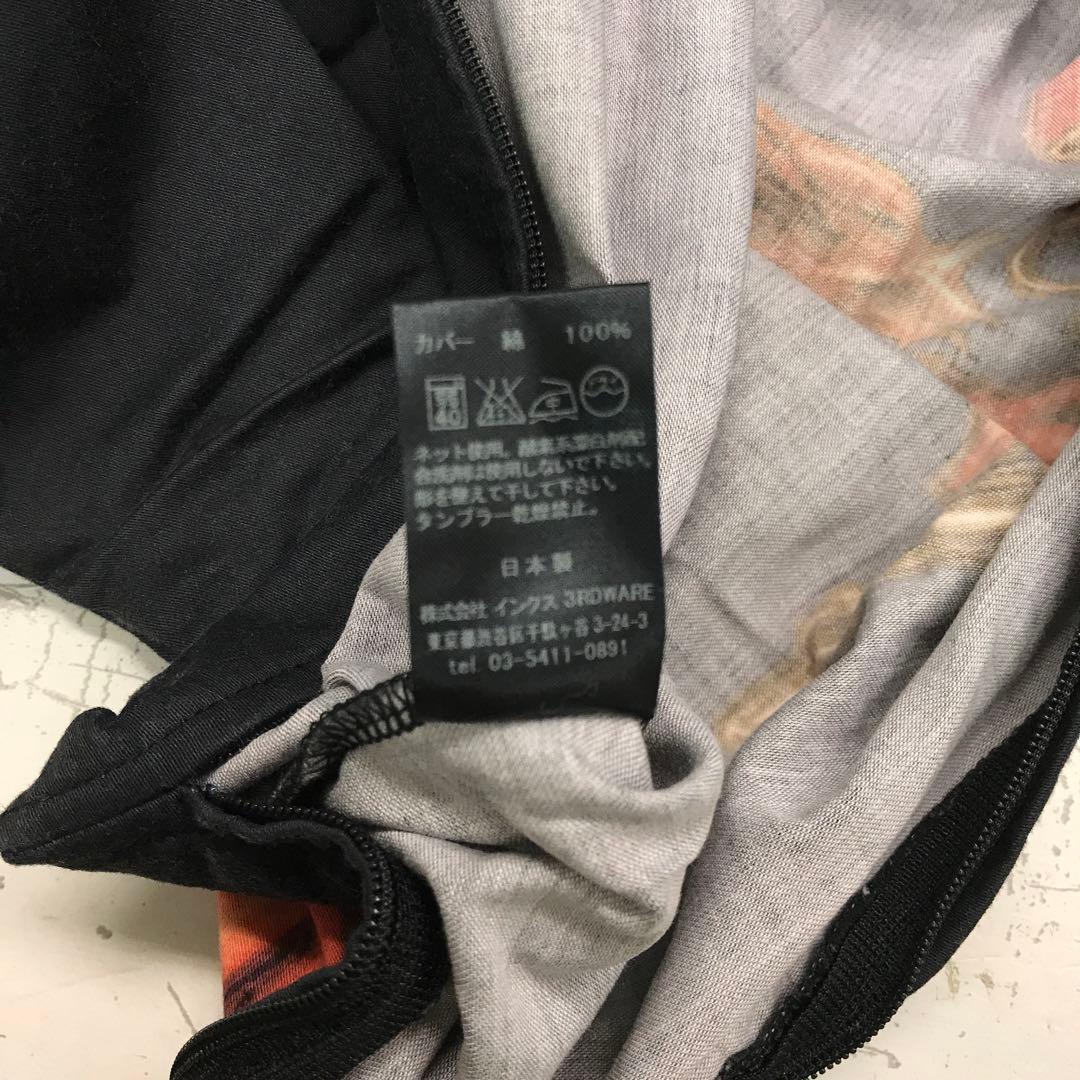 カバー 綿 100%
弱 40
ネット使用。酸素系漂白剤配
合洗剤は使用しないで下さい。
形を整えて干して下さい。
タンブラー乾燥禁止。
日本製
株式会社 インクス 3RDWARE
東京都渋谷区千駄ヶ谷3-24-3
tel. 03-5411-0891